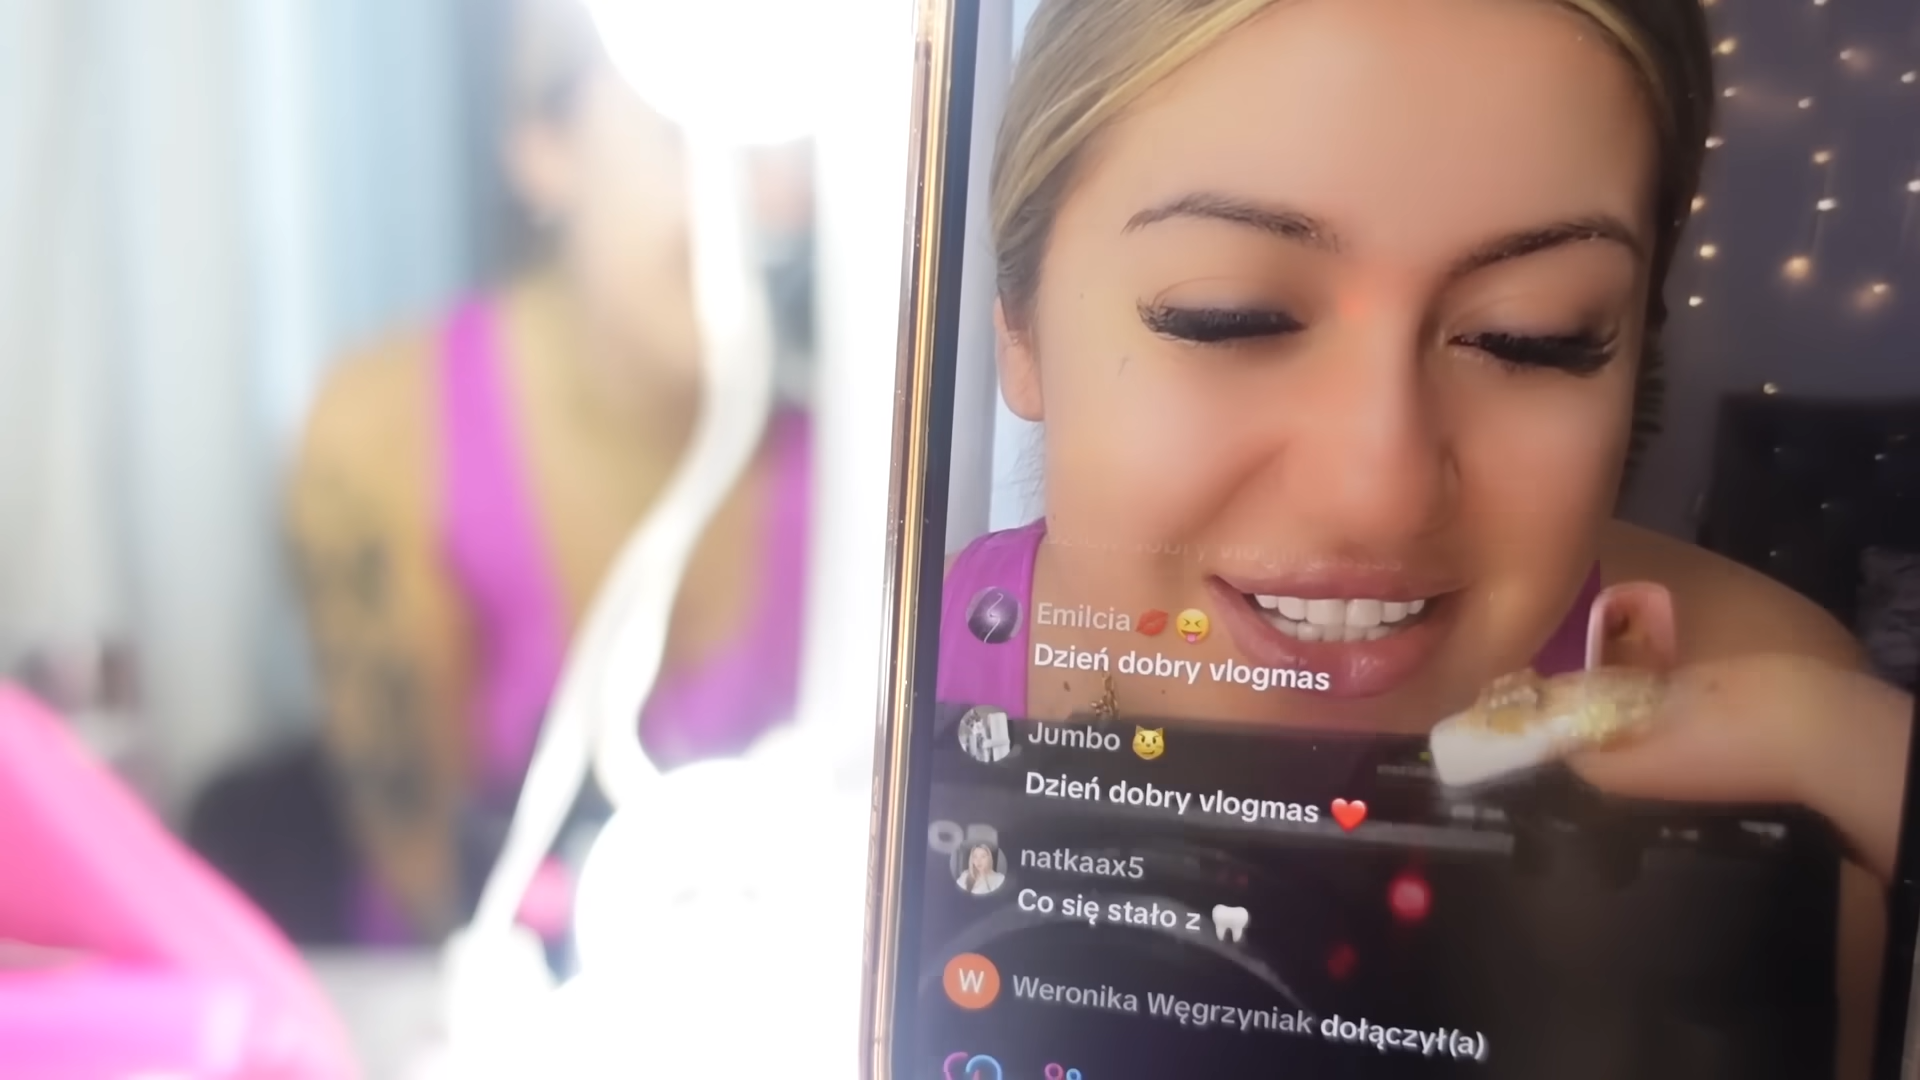 Emilcia💋😝
Dzień dobry vlogmas
Jumbo 😼
Dzień dobry vlogmas ❤️
natkaax5
Co się stało z 🦷
W
Weronika Węgrzyniak dołączył(a)